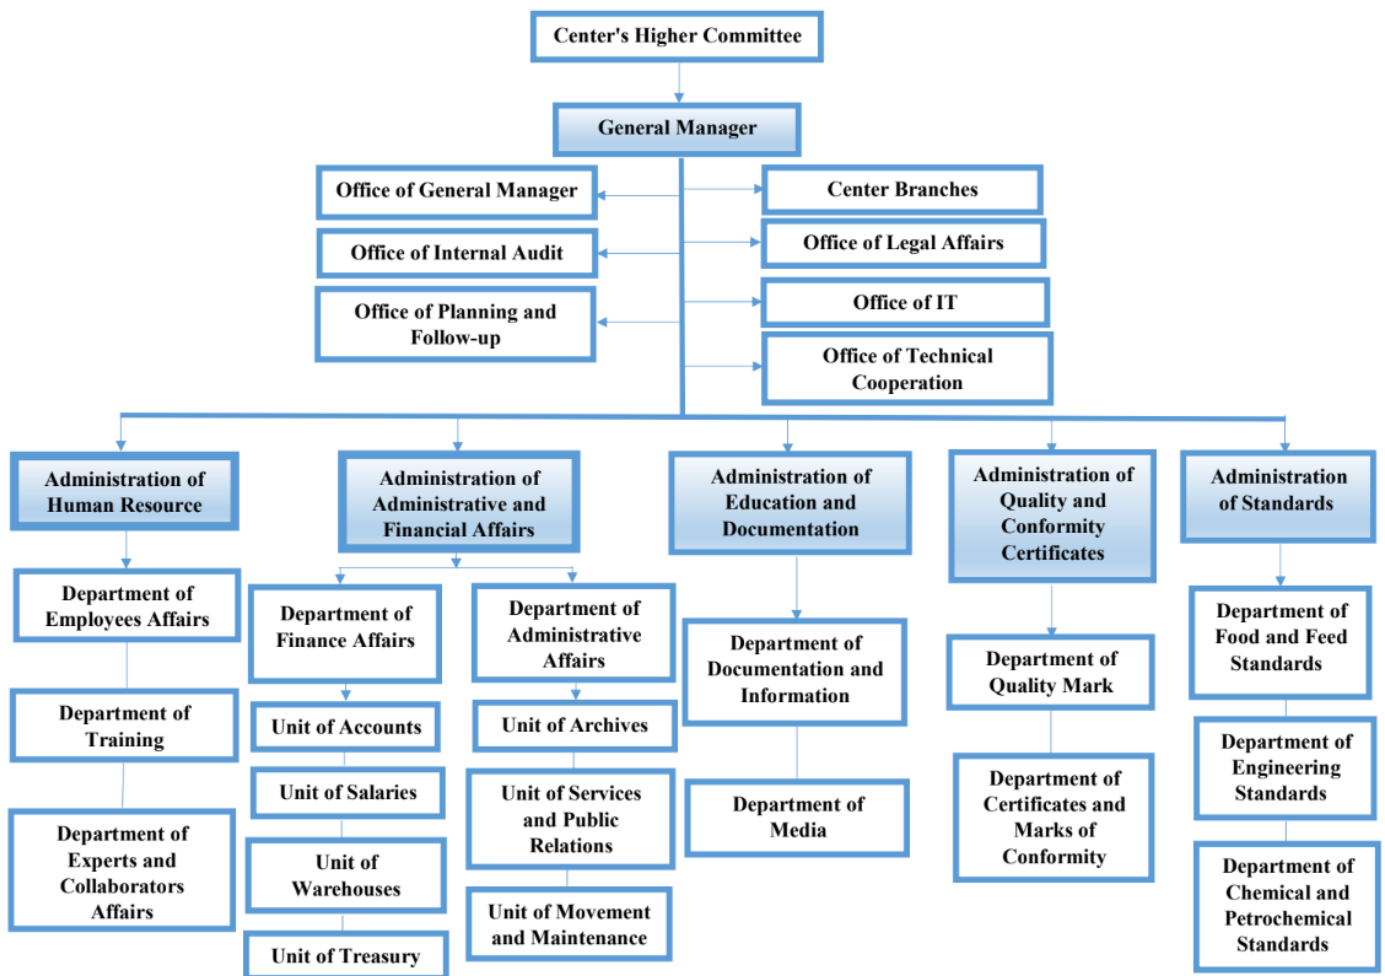 Center's Higher Committee
General Manager
Office of General Manager
Center Branches
Office of Internal Audit
Office of Legal Affairs
Office of Planning and
Follow-up
Office of IT
Office of Technical
Cooperation
Administration of
Human Resource
Administration of
Administrative and
Financial Affairs
Administration of
Education and
Documentation
Administration of
Quality and
Conformity
Certificates
Administration
of Standards
Department of
Employees Affairs
Department of
Training
Department of
Experts and
Collaborators
Affairs
Department of
Finance Affairs
Unit of Accounts
Unit of Salaries
Unit of
Warehouses
Unit of Treasury
Department of
Administrative
Affairs
Unit of Archives
Unit of Services
and Public
Relations
Unit of Movement
and Maintenance
Department of
Documentation and
Information
Department of
Media
Department of
Quality Mark
Department of
Certificates and
Marks of
Conformity
Department of
Food and Feed
Standards
Department of
Engineering
Standards
Department of
Chemical and
Petrochemical
Standards